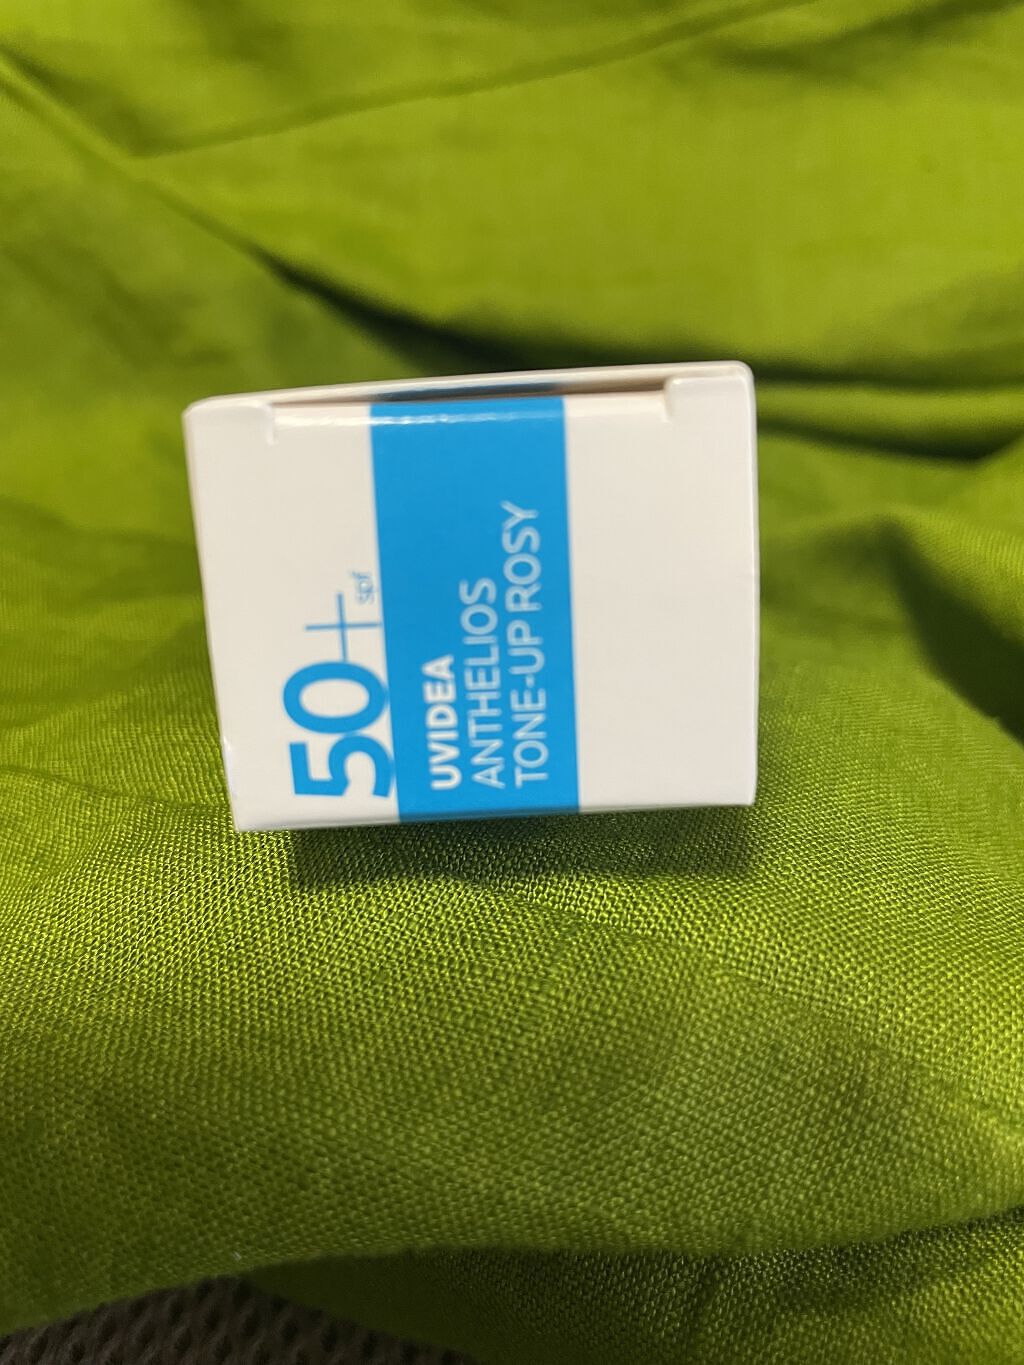 50+
spf
UVIDEA
ANTHELIOS
TONE-UP ROSY